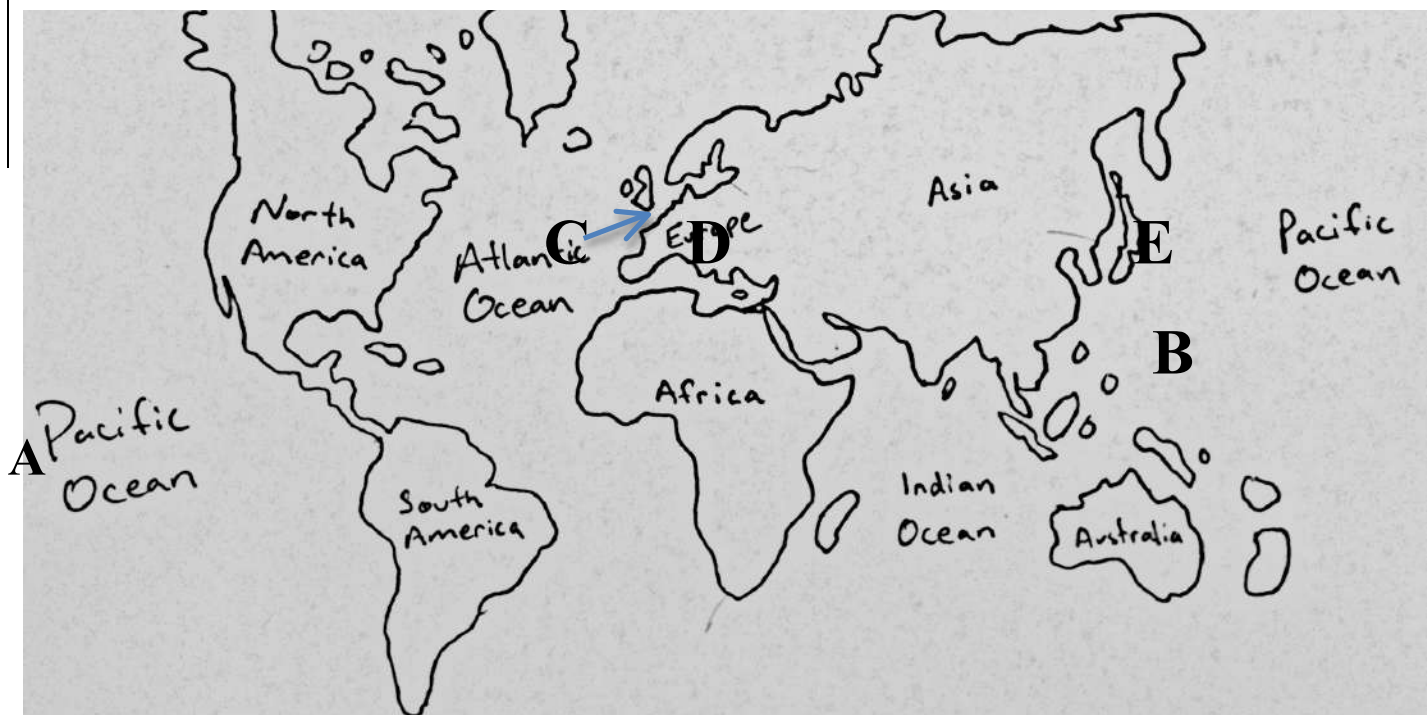 North
America
Atlantic
Ocean
C
Europe
D
Asia
E
Pacific
Ocean
B
Africa
A
Pacific
Ocean
South
America
Indian
Ocean
Australia